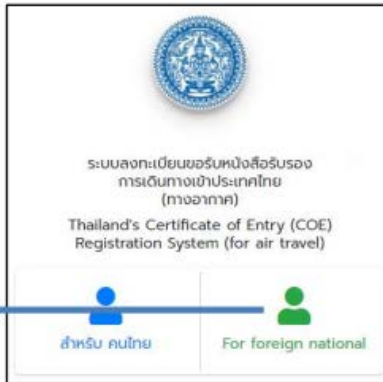 ระบบลงทะเบียนขอรับหนังสือรับรอง
การเดินทางเข้าประเทศไทย
(ทางอากาศ)
Thailand's Certificate of Entry (COE)
Registration System (for air travel)
สำหรับ คนไทย
For foreign national